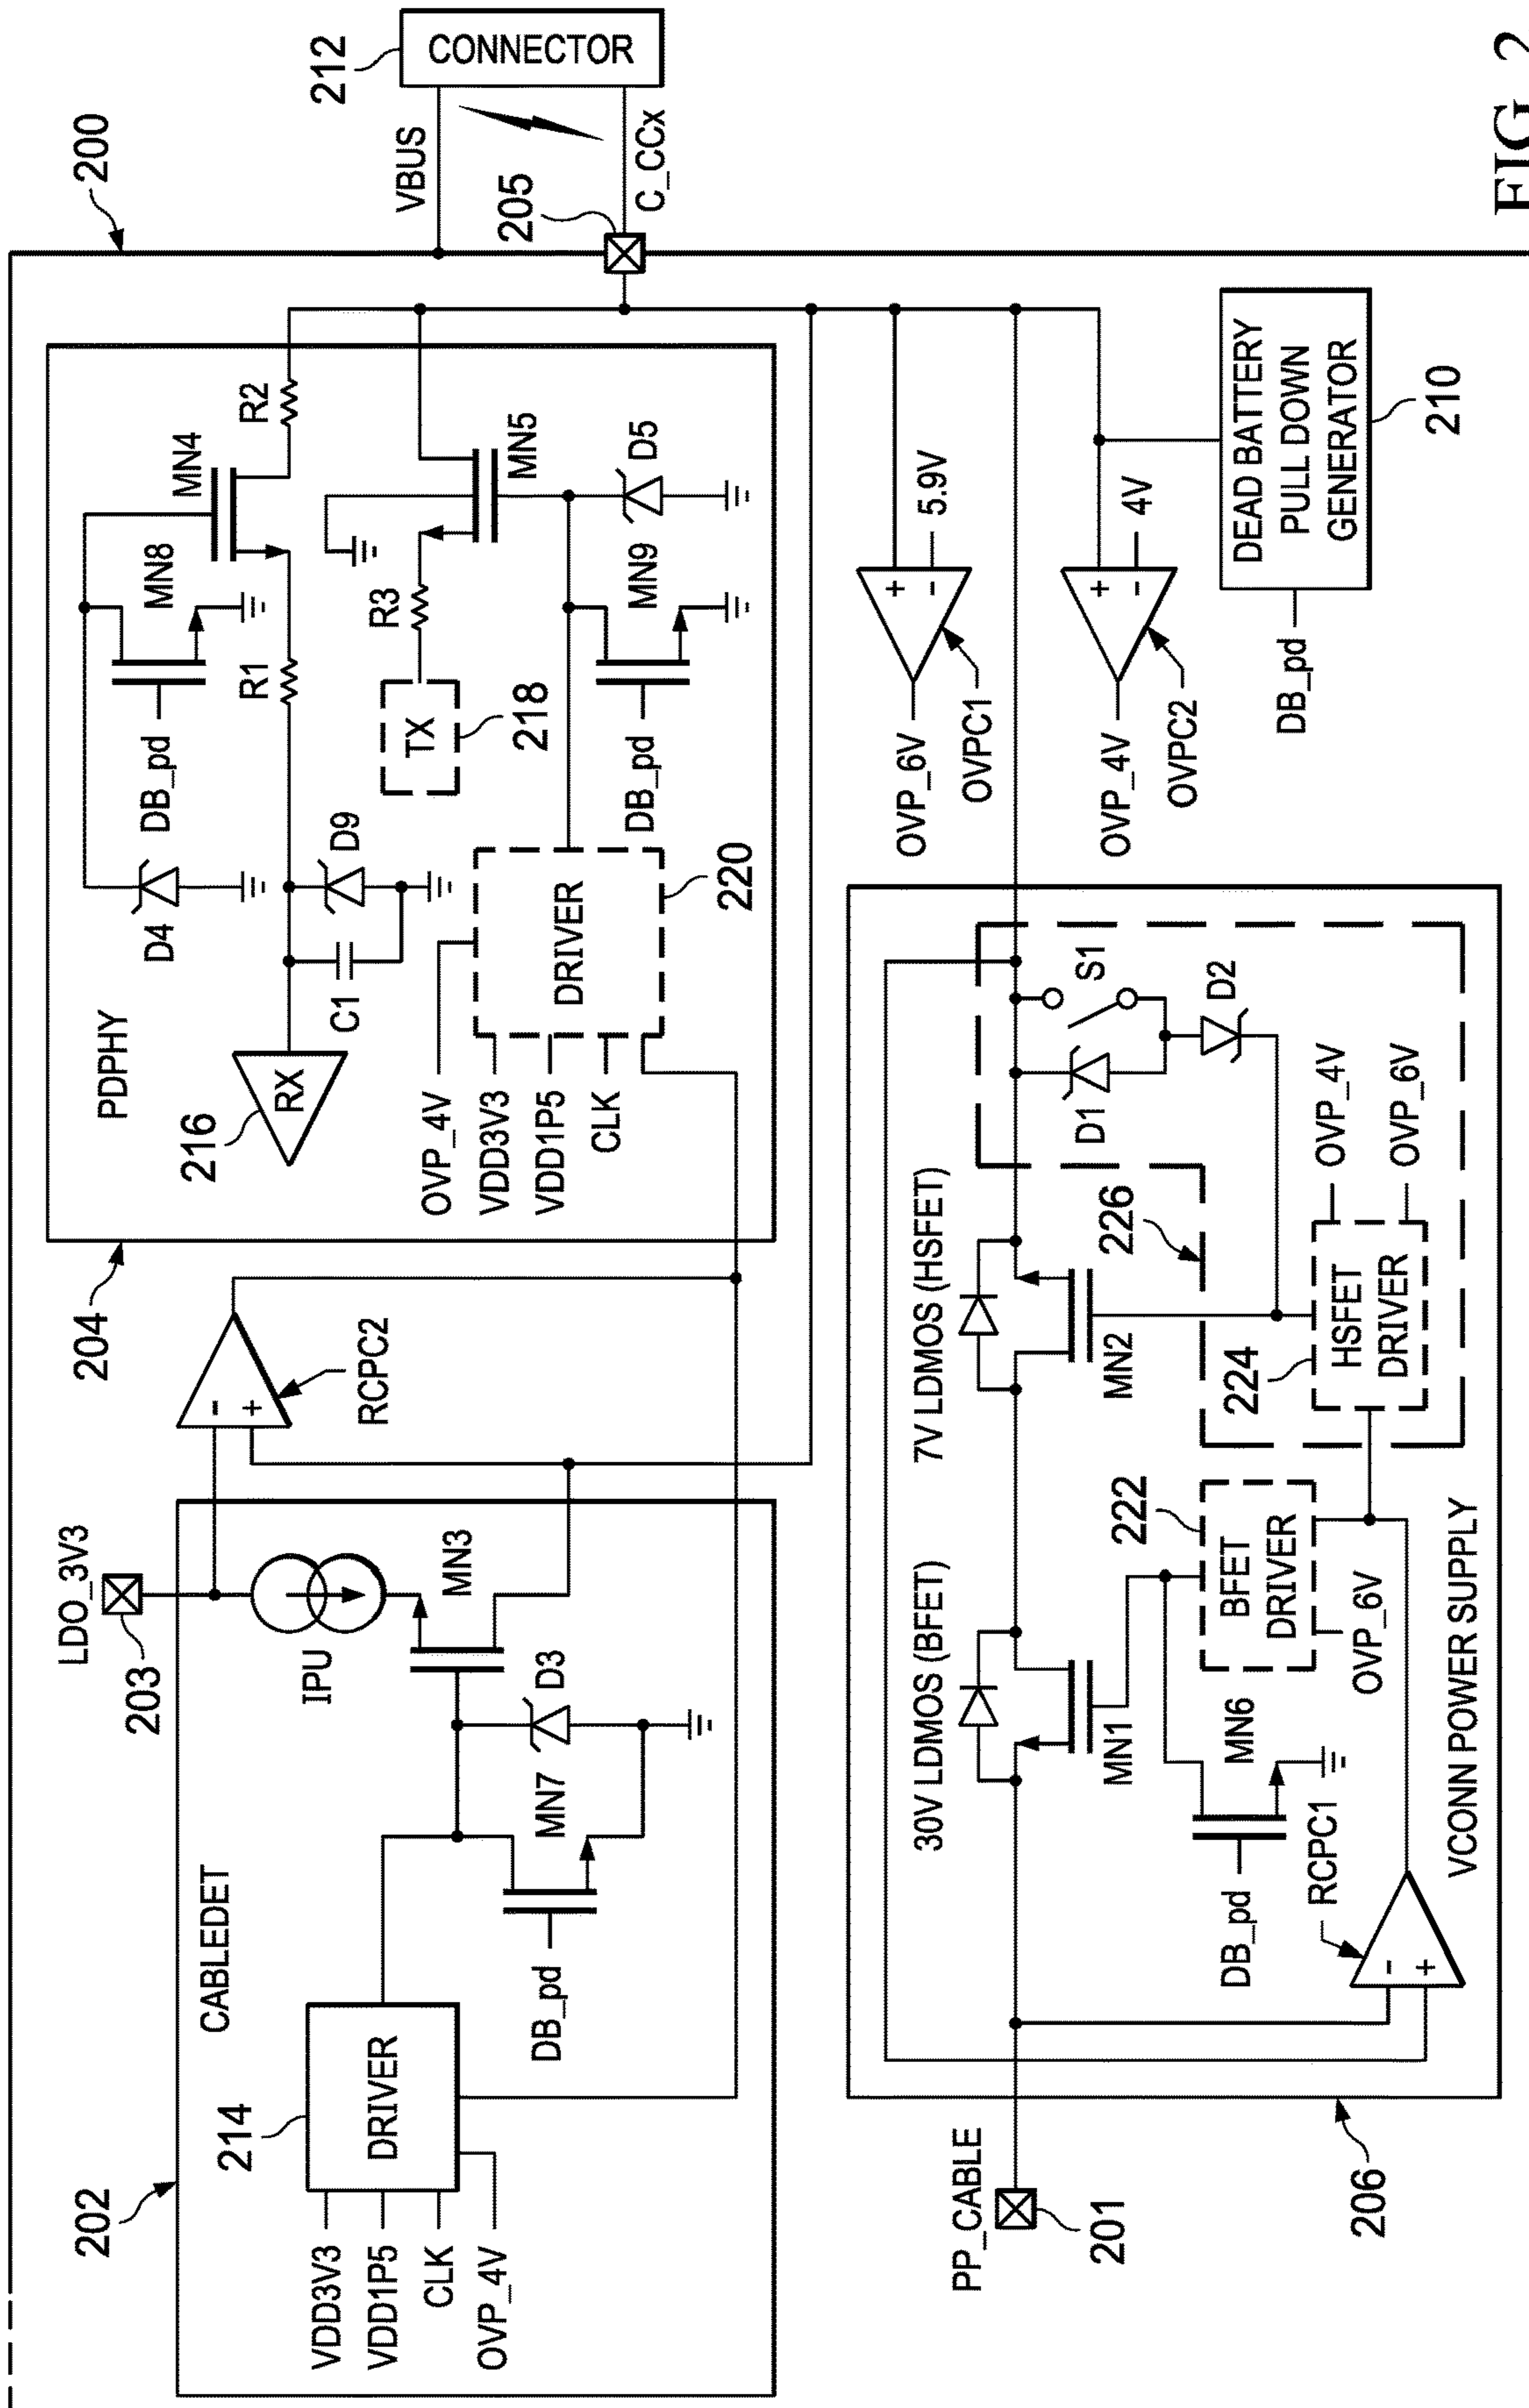 200
202
CABLEDET
214
DRIVER
VDD3V3
VDD1P5
CLK
OVP_4V
DB_pd
MN7
D3
MN3
IPU
LDO_3V3
203
RCPC2
-
+
204
PDPHY
216
RX
C1
D9
D4
DB_pd
MN8
R1
MN4
R2
TX
218
R3
MN5
D5
MN9
DB_pd
DRIVER
220
OVP_4V
VDD3V3
VDD1P5
CLK
VBUS
205
C_CCx
212
CONNECTOR
PP_CABLE
201
206
VCONN POWER SUPPLY
30V LDMOS (BFET)
MN1
7V LDMOS (HSFET)
MN2
222
BFET
DRIVER
OVP_6V
MN6
DB_pd
RCPC1
-
+
226
224
HSFET
DRIVER
OVP_4V
OVP_6V
D1
S1
D2
OVP_6V
OVPC1
+
-
5.9V
OVP_4V
OVPC2
+
-
4V
DB_pd
DEAD BATTERY
PULL DOWN
GENERATOR
210
FIG. 2